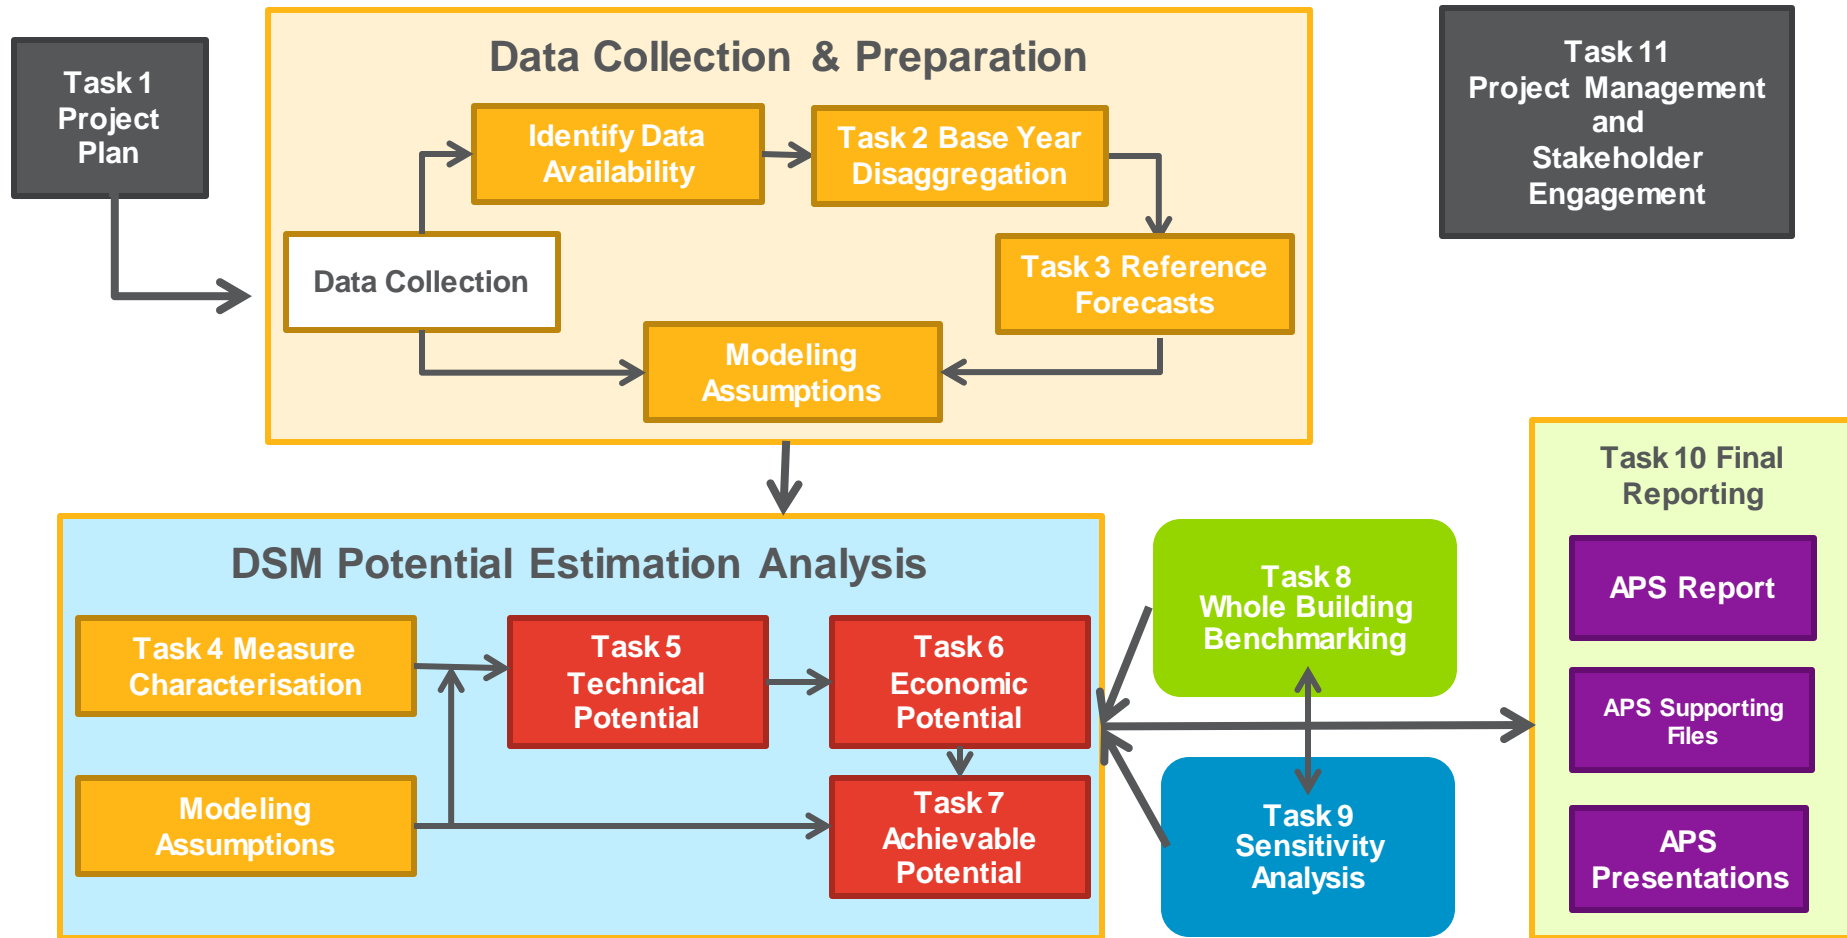 Task 1
Project
Plan
Data Collection & Preparation
Identify Data
Availability
Task 2 Base Year
Disaggregation
Data Collection
Task 3 Reference
Forecasts
Modeling
Assumptions
Task 11
Project Management
and
Stakeholder
Engagement
DSM Potential Estimation Analysis
Task 4 Measure
Characterisation
Task 5
Technical
Potential
Task 6
Economic
Potential
Modeling
Assumptions
Task 7
Achievable
Potential
Task 8
Whole Building
Benchmarking
Task 9
Sensitivity
Analysis
Task 10 Final
Reporting
APS Report
APS Supporting
Files
APS
Presentations